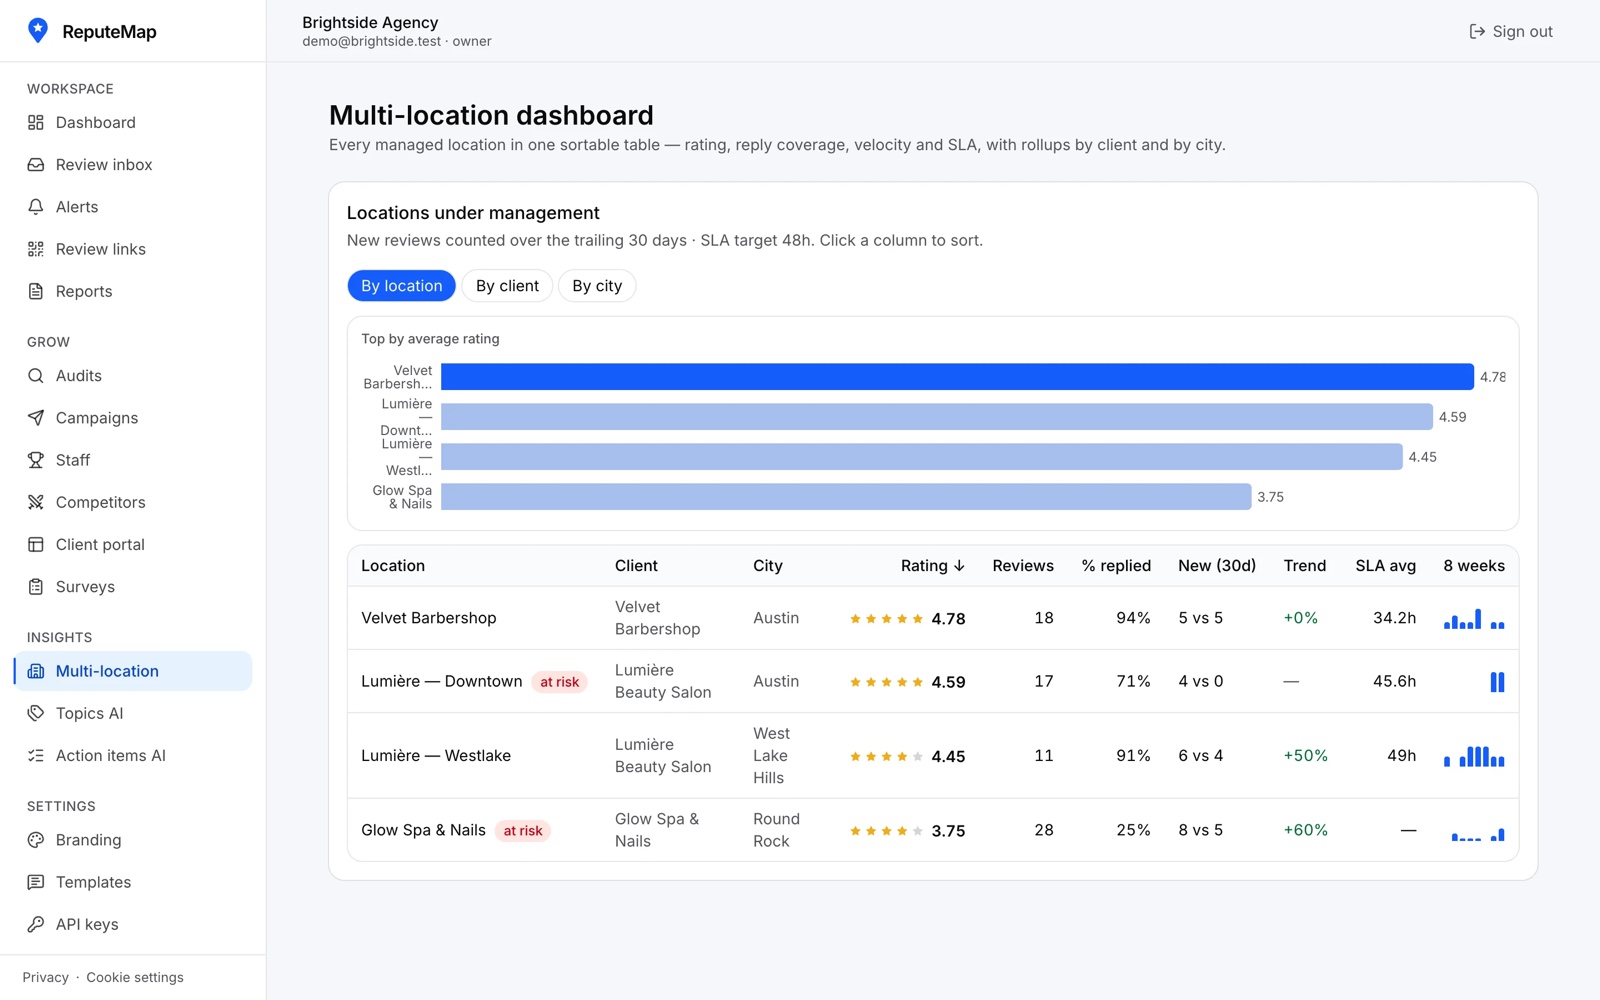 ReputeMap
Brightside Agency
demo@brightside.test · owner
Sign out
WORKSPACE
Dashboard
Review inbox
Alerts
Review links
Reports
GROW
Audits
Campaigns
Staff
Competitors
Client portal
Surveys
INSIGHTS
Multi-location
Topics AI
Action items AI
SETTINGS
Branding
Templates
API keys
Privacy · Cookie settings
Multi-location dashboard
Every managed location in one sortable table — rating, reply coverage, velocity and SLA, with rollups by client and by city.
Locations under management
New reviews counted over the trailing 30 days · SLA target 48h. Click a column to sort.
By location By client By city
Top by average rating
Velvet
Barbersh...
4.78
Lumière
—
Downt...
4.59
Lumière
—
Westl...
4.45
Glow Spa
& Nails
3.75
Location Client City Rating ↓ Reviews % replied New (30d) Trend SLA avg 8 weeks
Velvet Barbershop Velvet
Barbershop Austin 4.78 18 94% 5 vs 5 +0% 34.2h
Lumière — Downtown at risk Lumière
Beauty Salon Austin 4.59 17 71% 4 vs 0 — 45.6h
Lumière — Westlake Lumière
Beauty Salon West
Lake
Hills 4.45 11 91% 6 vs 4 +50% 49h
Glow Spa & Nails at risk Glow Spa &
Nails Round
Rock 3.75 28 25% 8 vs 5 +60% —